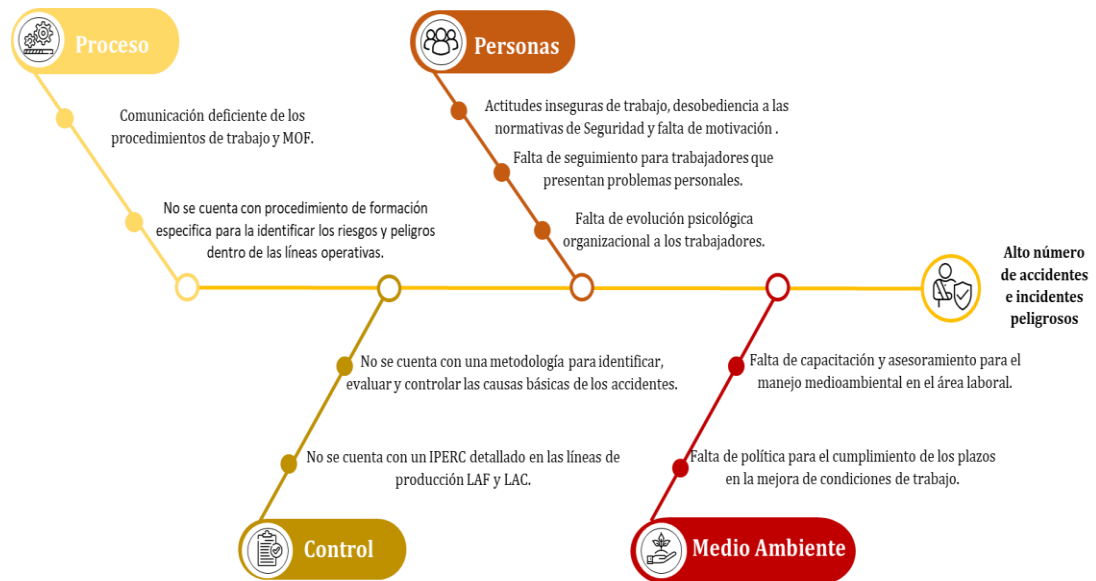 Proceso
Comunicación deficiente de los
procedimientos de trabajo y MOF.
No se cuenta con procedimiento de formación
especifica para la identificar los riesgos y peligros
dentro de las líneas operativas.
Personas
Actitudes inseguras de trabajo, desobediencia a las
normativas de Seguridad y falta de motivación .
Falta de seguimiento para trabajadores que
presentan problemas personales.
Falta de evolución psicológica
organizacional a los trabajadores.
Alto número
de accidentes
e incidentes
peligrosos
No se cuenta con una metodología para identificar,
evaluar y controlar las causas básicas de los accidentes.
No se cuenta con un IPERC detallado en las líneas de
producción LAF y LAC.
Control
Falta de capacitación y asesoramiento para el
manejo medioambiental en el área laboral.
Falta de política para el cumplimiento de los plazos
en la mejora de condiciones de trabajo.
Medio Ambiente